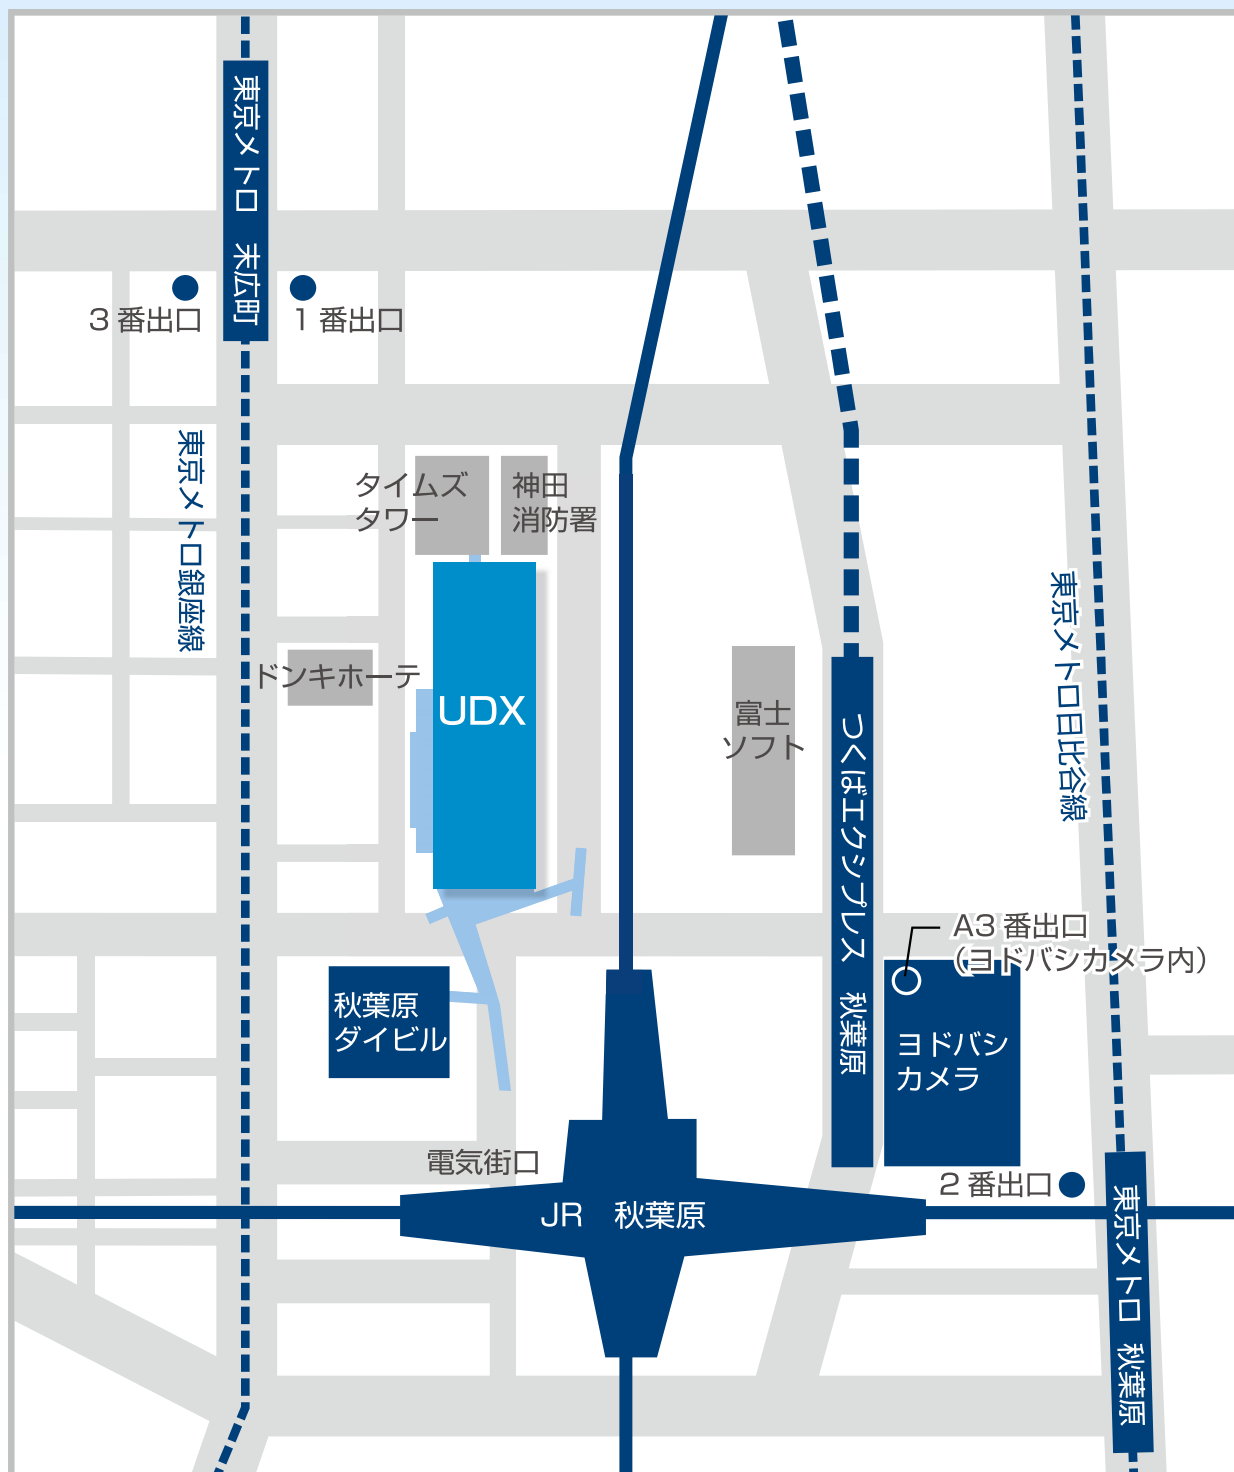 東京メトロ 末広町
3番出口
1番出口
東京メトロ銀座線
タイムズ
タワー
神田
消防署
ドンキホーテ
UDX
富士
ソフト
つくばエクシプレス 秋葉原
東京メトロ日比谷線
A3番出口
(ヨドバシカメラ内)
秋葉原
ダイビル
ヨドバシ
カメラ
電気街口
2番出口
JR 秋葉原
東京メトロ 秋葉原